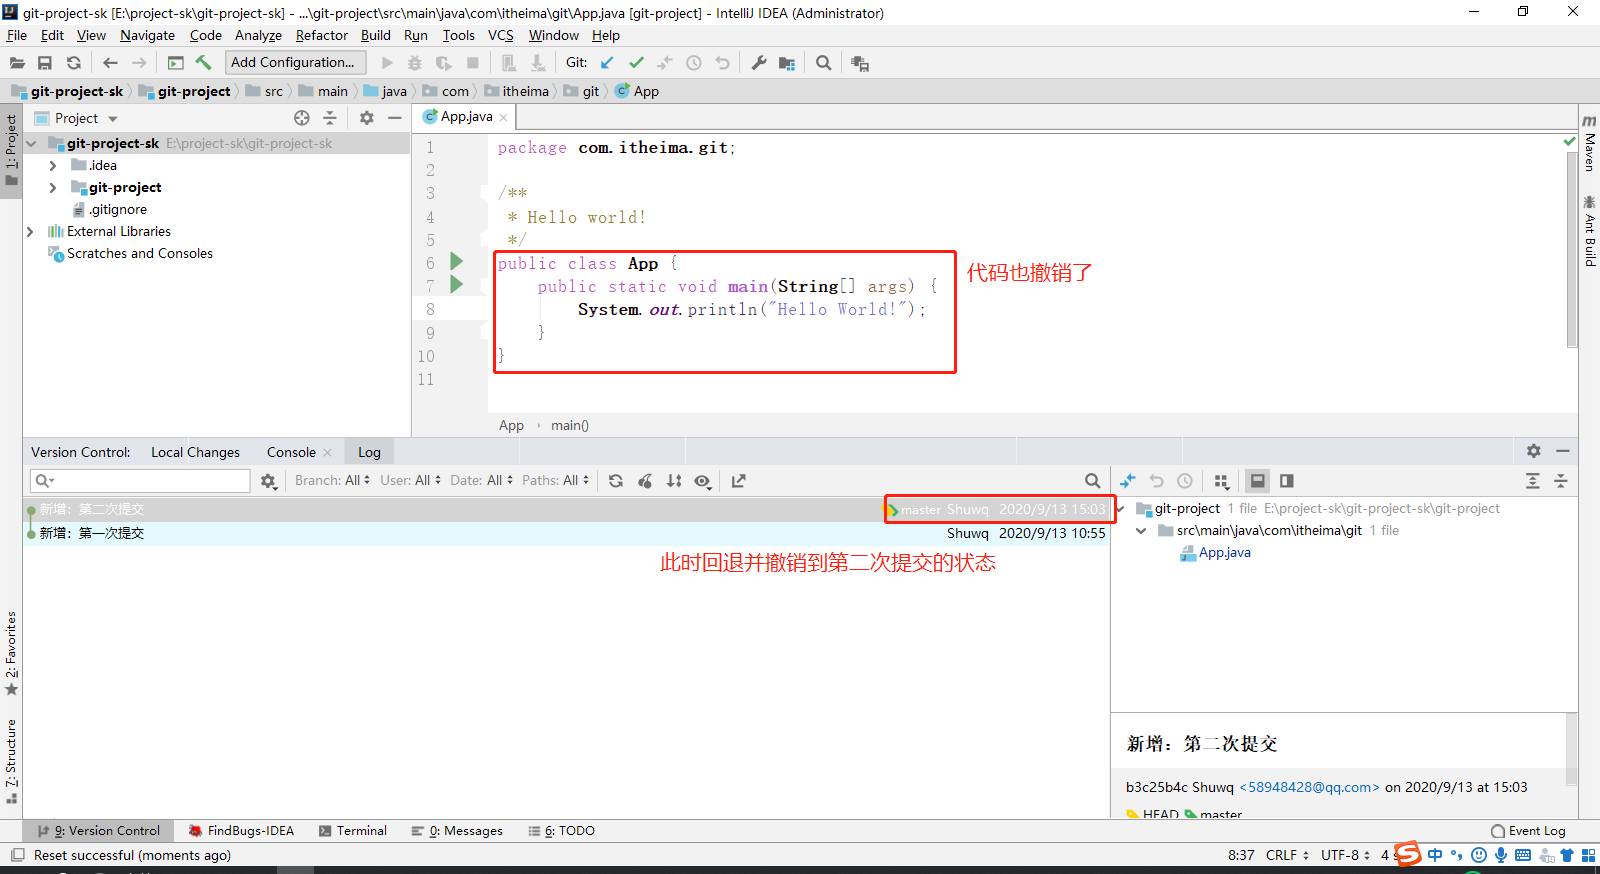 git-project-sk [E:\project-sk\git-project-sk] - ...\git-project\src\main\java\com\itheima\git\App.java [git-project] - IntelliJ IDEA (Administrator)
File Edit View Navigate Code Analyze Refactor Build Run Tools VCS Window Help
Add Configuration... Git:
git-project-sk git-project src main java com itheima git App
1: Project
Project
App.java
git-project-sk E:\project-sk\git-project-sk
.idea
git-project
.gitignore
External Libraries
Scratches and Consoles
1 package com.itheima.git;
2
3 /**
4 * Hello world!
5 */
6 public class App {
7 public static void main(String[] args) {
8 System.out.println("Hello World!");
9 }
10 }
11
代码也撤销了
App › main()
Maven
Ant Build
Version Control: Local Changes Console Log
Branch: All User: All Date: All Paths: All
新增：第二次提交 master Shuwq 2020/9/13 15:03
新增：第一次提交 Shuwq 2020/9/13 10:55
此时回退并撤销到第二次提交的状态
git-project 1 file E:\project-sk\git-project-sk\git-project
src\main\java\com\itheima\git 1 file
App.java
新增：第二次提交
b3c25b4c Shuwq <58948428@qq.com> on 2020/9/13 at 15:03
HEAD master
2: Favorites
7: Structure
9: Version Control FindBugs-IDEA Terminal 0: Messages 6: TODO Event Log
Reset successful (moments ago) 8:37 CRLF UTF-8 4 s
S 中